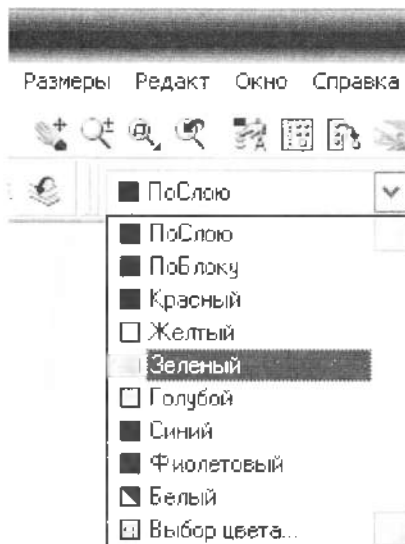 Размеры Редакт Окно Справка
ПоСлою
ПоСлою
ПоБлоку
Красный
Желтый
Зеленый
Голубой
Синий
Фиолетовый
Белый
Выбор цвета...